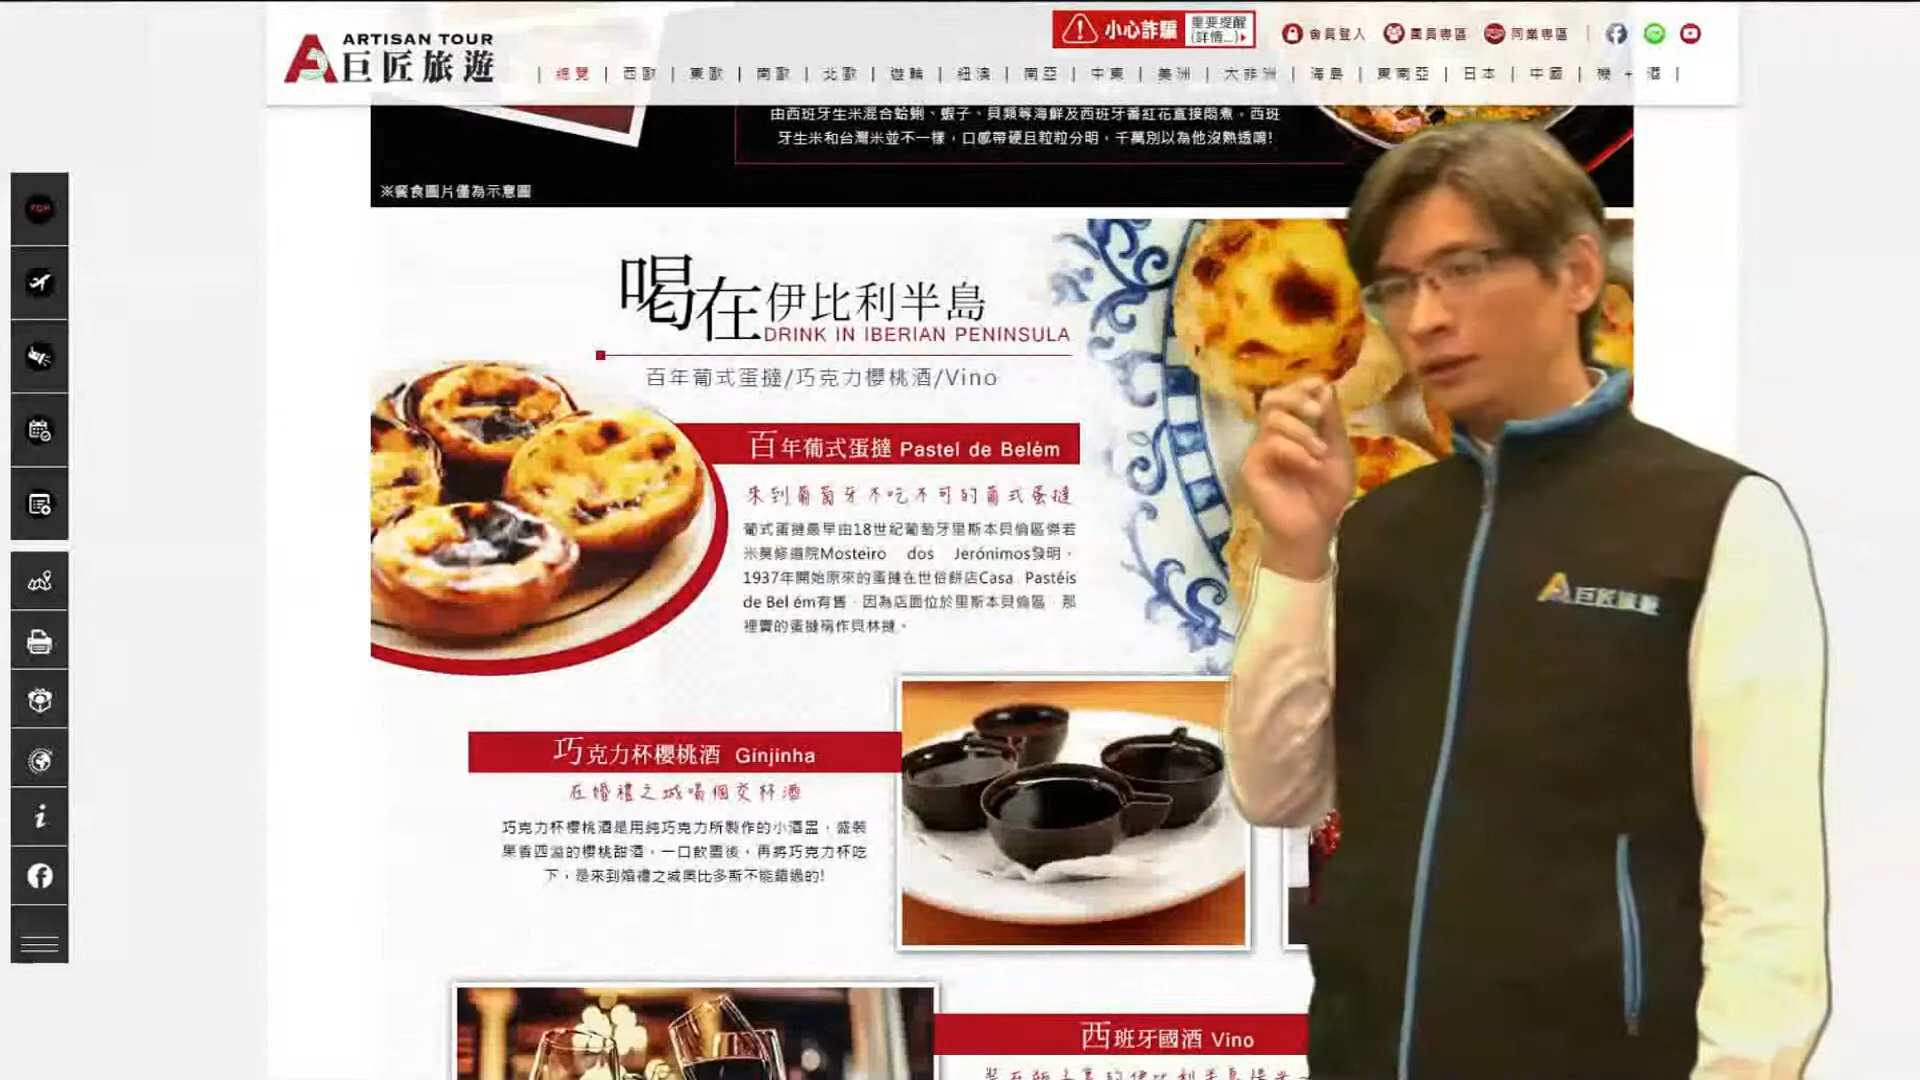 ARTISAN TOUR
巨匠旅遊
小心詐騙 重要提醒
(詳情...)
會員登入 團員專區 同業專區
| 總覽 | 西歐 | 東歐 | 南歐 | 北歐 | 遊輪 | 紐澳 | 南亞 | 中東 | 美洲 | 大非洲 | 海島 | 東南亞 | 日本 | 中國 | 機+酒 |
TOP
由西班牙生米混合蛤蜊、蝦子、貝類等海鮮及西班牙番紅花直接悶煮，西班
牙生米和台灣米並不一樣，口感帶硬且粒粒分明，千萬別以為他沒熟透唷!
※餐食圖片僅為示意圖
喝在伊比利半島
DRINK IN IBERIAN PENINSULA
百年葡式蛋撻/巧克力櫻桃酒/Vino
百年葡式蛋撻 Pastel de Belém
來到葡萄牙不吃不可的葡式蛋撻
葡式蛋撻最早由18世紀葡萄牙里斯本貝倫區傑若
米莫修道院Mosteiro dos Jerónimos發明，
1937年開始原來的蛋撻在世俗餅店Casa Pastéis
de Bel ém有售，因為店面位於里斯本貝倫區，那
裡賣的蛋撻稱作貝林撻。
巧克力杯櫻桃酒 Ginjinha
在婚禮之城喝個交杯酒
巧克力杯櫻桃酒是用純巧克力所製作的小酒盅，盛裝
果香四溢的櫻桃甜酒，一口飲盡後，再將巧克力杯吃
下，是來到婚禮之城奧比多斯不能錯過的!
西班牙國酒 Vino
巨匠旅遊